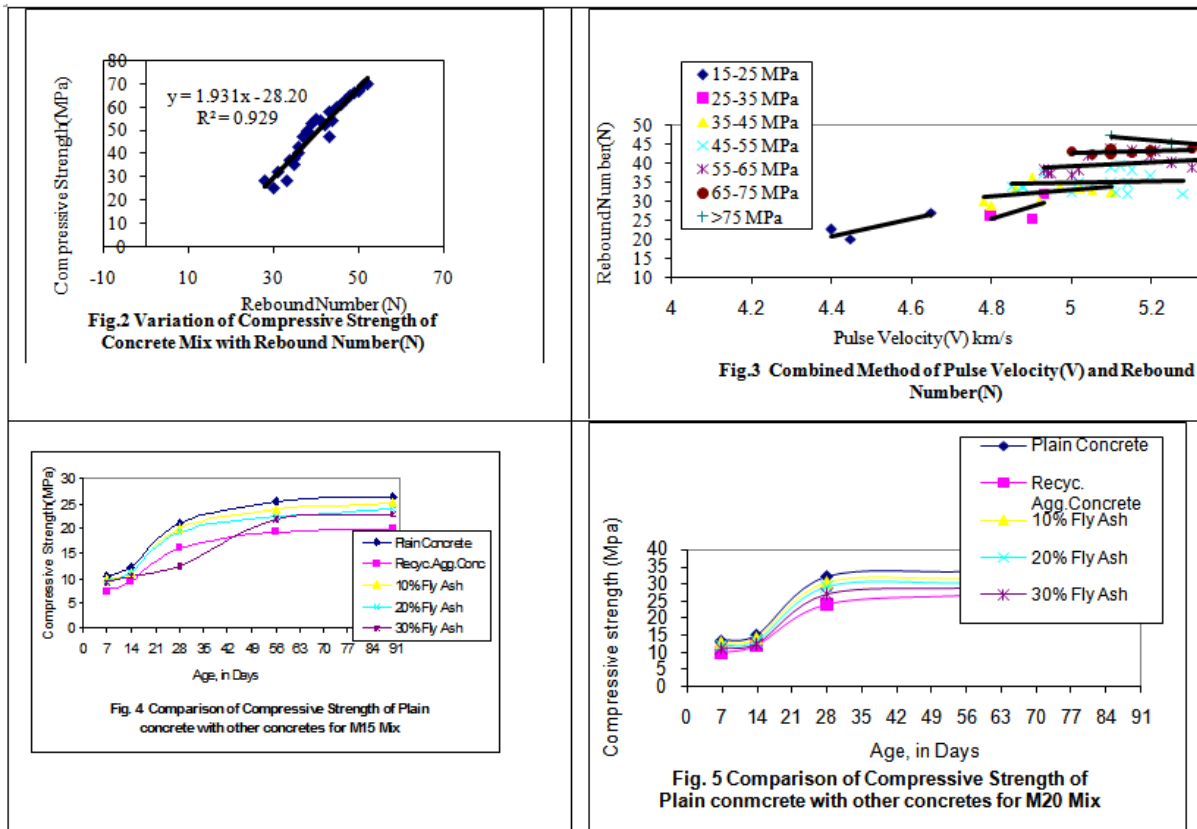 Compressive Strength(MPa)
80
70
60
50
40
30
20
10
0
y = 1.931x - 28.20
R² = 0.929
-10 10 30 50 70
Rebound Number (N)
Fig.2 Variation of Compressive Strength of
Concrete Mix with Rebound Number(N)
15-25 MPa
25-35 MPa
35-45 MPa
45-55 MPa
55-65 MPa
65-75 MPa
>75 MPa
Rebound Number(N)
50
45
40
35
30
25
20
15
10
4 4.2 4.4 4.6 4.8 5 5.2
Pulse Velocity(V) km/s
Fig.3 Combined Method of Pulse Velocity(V) and Rebound
Number(N)
Compressive Strength(MPa)
30
25
20
15
10
5
0
Plain Concrete
Recyc.Agg.Conc
10% Fly Ash
20% Fly Ash
30% Fly Ash
0 7 14 21 28 35 42 49 56 63 70 77 84 91
Age, in Days
Fig. 4 Comparison of Compressive Strength of Plain
concrete with other concretes for M15 Mix
Plain Concrete
Recyc.
Agg.Concrete
10% Fly Ash
20% Fly Ash
30% Fly Ash
Compressive strength (Mpa)
40
35
30
25
20
15
10
5
0
0 7 14 21 28 35 42 49 56 63 70 77 84 91
Age, in Days
Fig. 5 Comparison of Compressive Strength of
Plain conmcrete with other concretes for M20 Mix